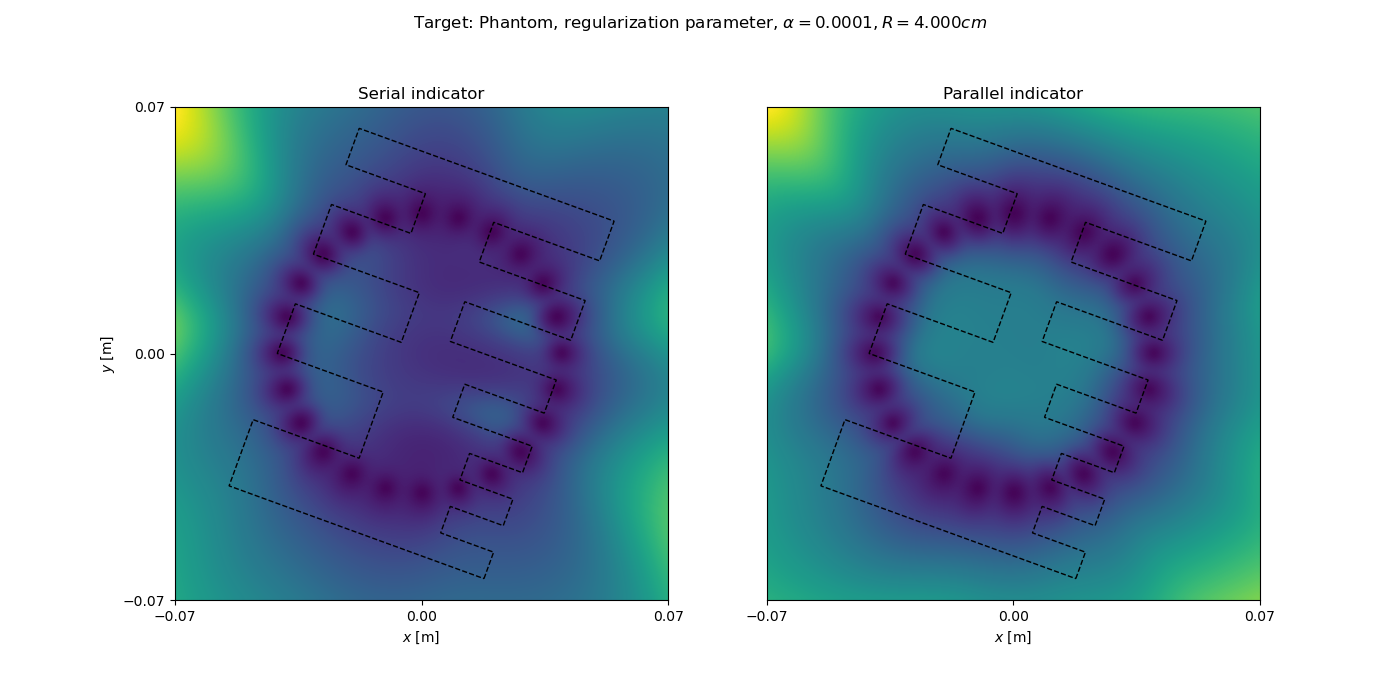 Target: Phantom, regularization parameter, α = 0.0001, R = 4.000cm
Serial indicator
Parallel indicator
0.07
0.00
−0.07
y [m]
−0.07
0.00
0.07
−0.07
0.00
0.07
x [m]
x [m]